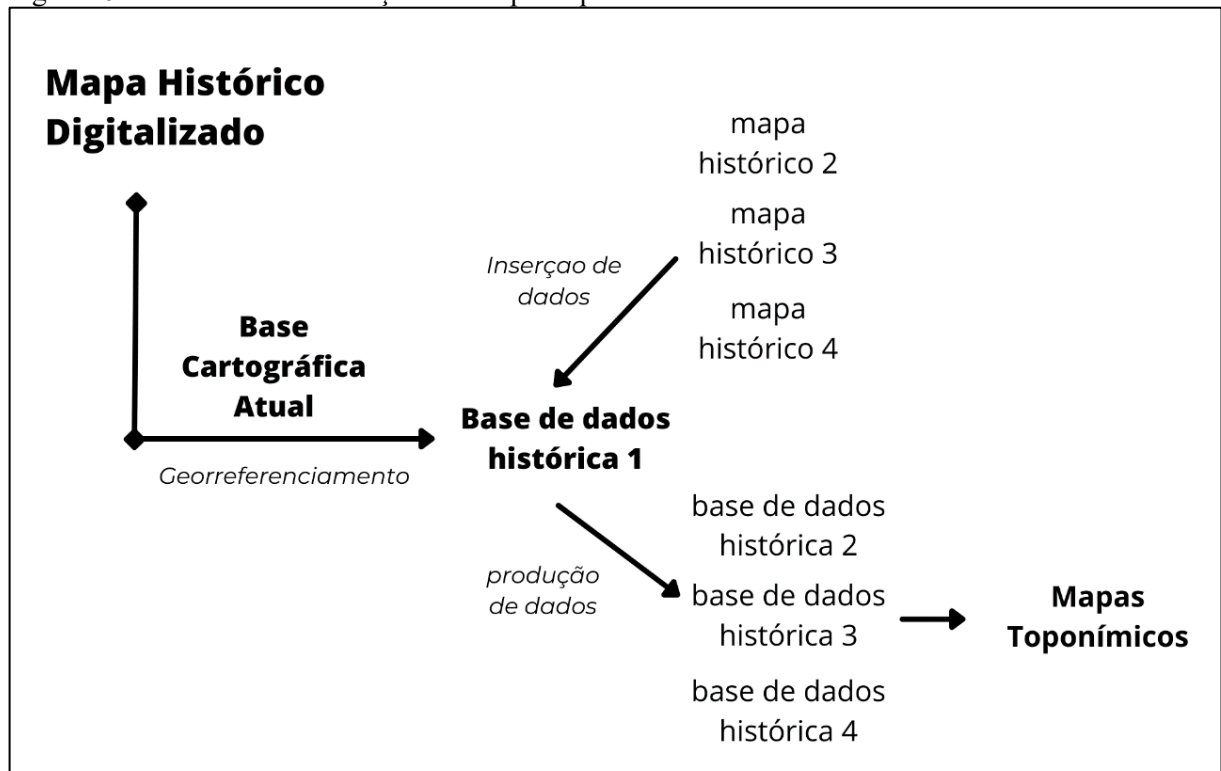 Mapa Histórico
Digitalizado
mapa
histórico 2
mapa
histórico 3
mapa
histórico 4
Inserçao de
dados
Base
Cartográfica
Atual
Georreferenciamento
Base de dados
histórica 1
produção
de dados
base de dados
histórica 2
base de dados
histórica 3
base de dados
histórica 4
Mapas
Toponímicos